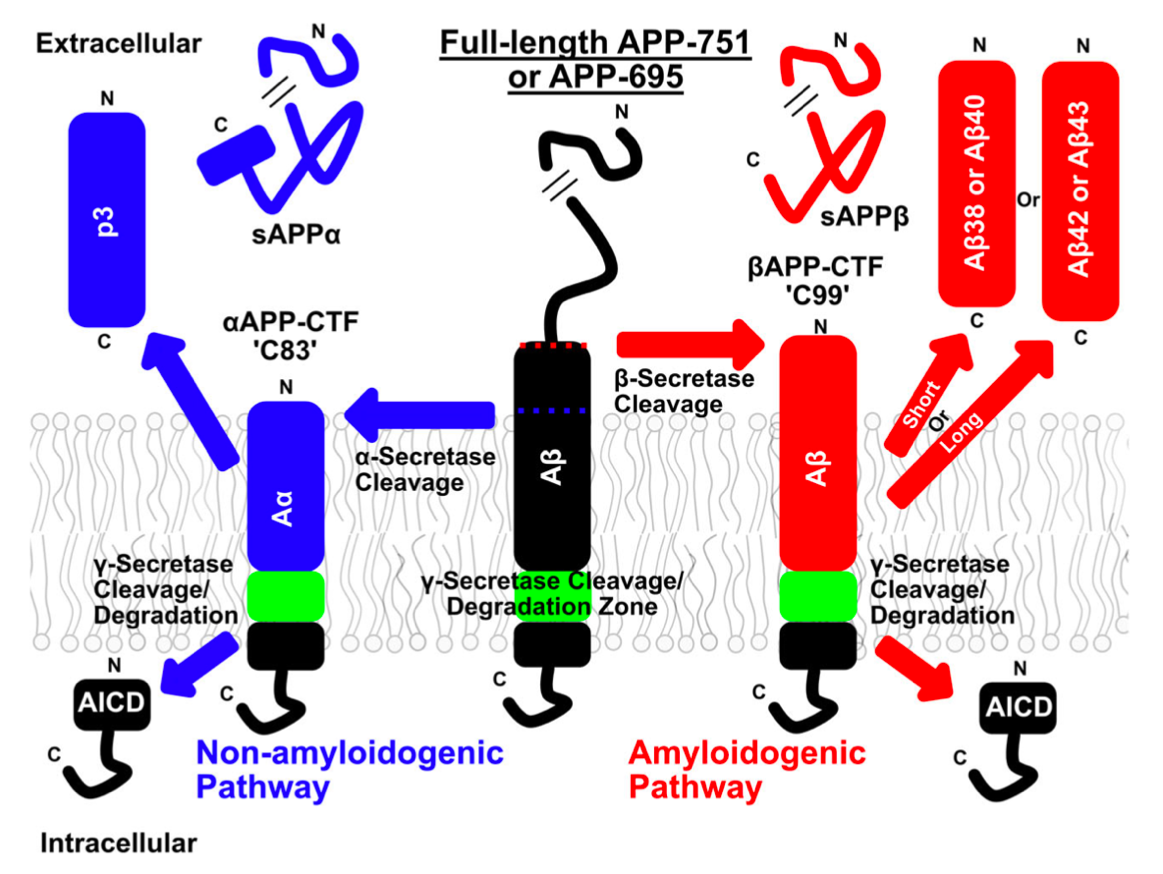 Extracellular
Full-length APP-751
or APP-695
N
p3
C
N
C
sAPPα
αAPP-CTF
'C83'
N
Aα
γ-Secretase
Cleavage/
Degradation
N
AICD
C
C
α-Secretase
Cleavage
N
Aβ
γ-Secretase Cleavage/
Degradation Zone
C
β-Secretase
Cleavage
N
C
sAPPβ
βAPP-CTF
'C99'
N
Aβ
γ-Secretase
Cleavage/
Degradation
C
N
Aβ38 or Aβ40
C
Or
N
Aβ42 or Aβ43
C
Short
Or
Long
N
AICD
C
Non-amyloidogenic
Pathway
Amyloidogenic
Pathway
Intracellular